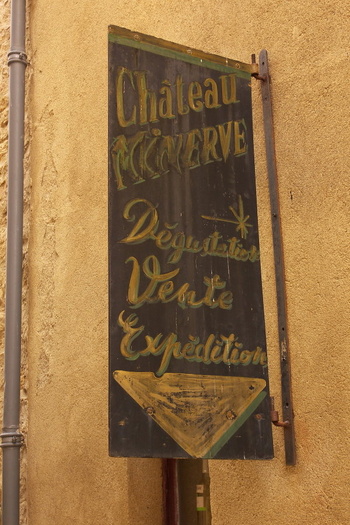 Château
MINERVE
Dégustation
Vente
Expédition